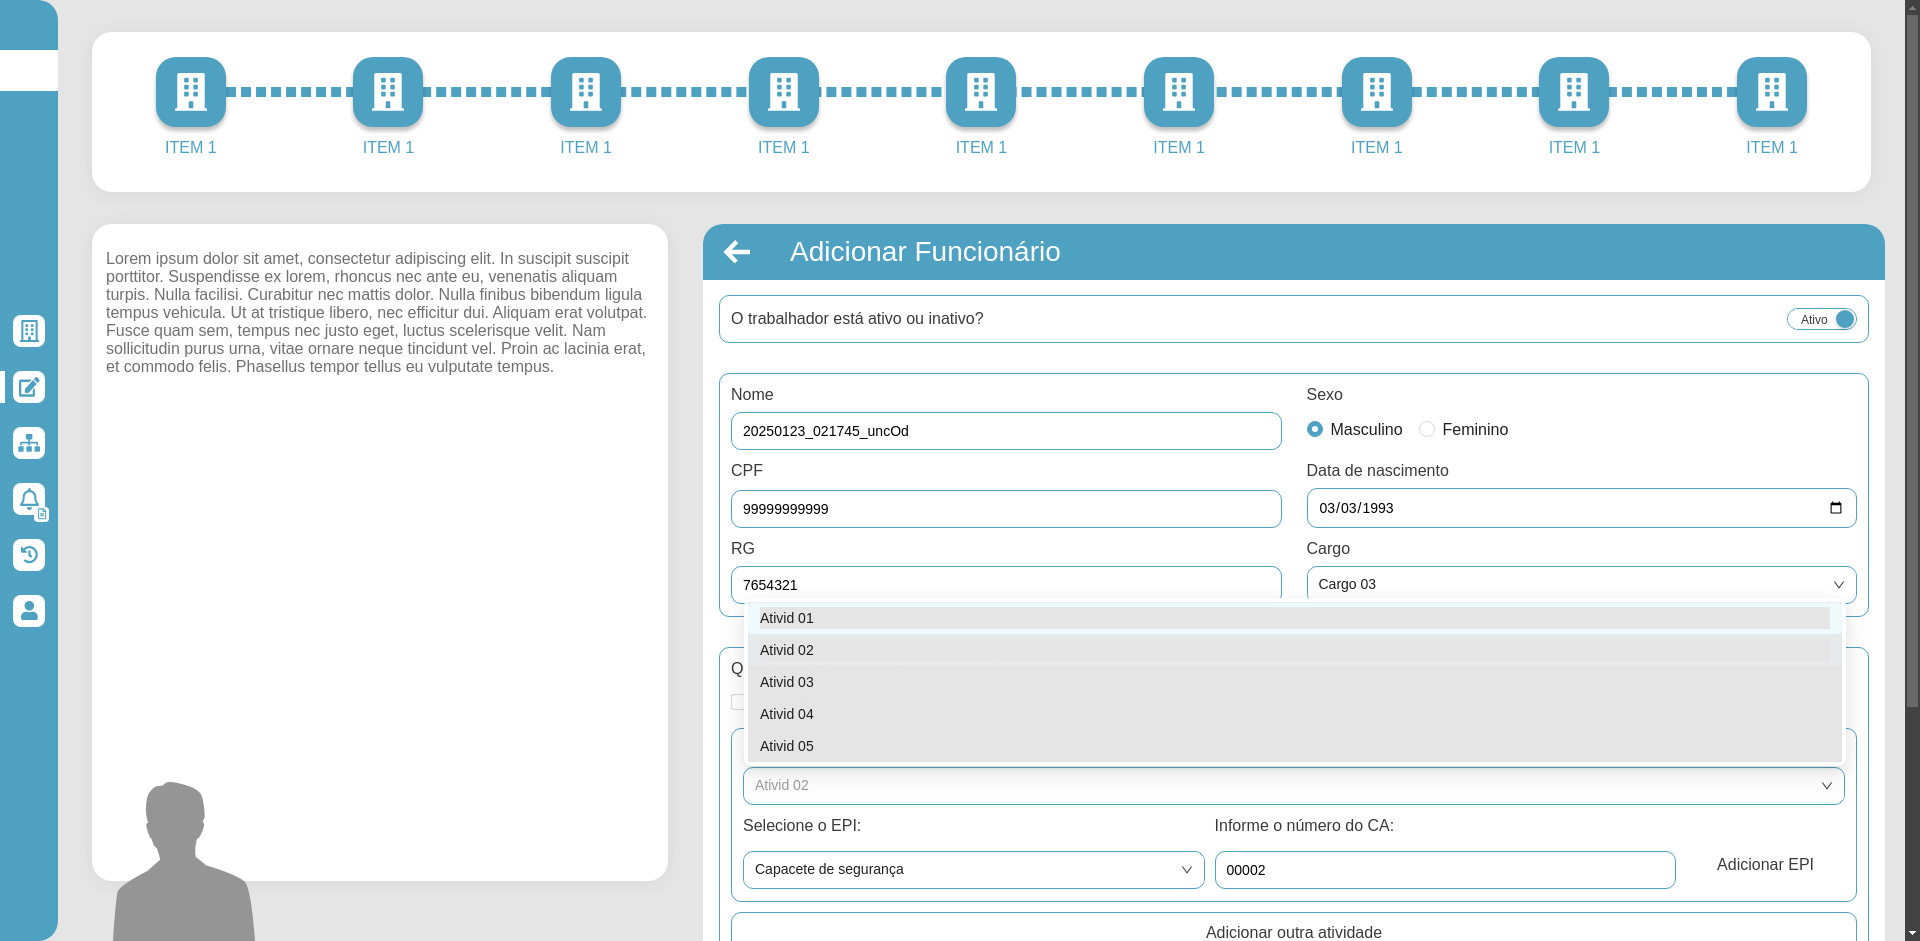 ITEM 1
ITEM 1
ITEM 1
ITEM 1
ITEM 1
ITEM 1
ITEM 1
ITEM 1
ITEM 1
Lorem ipsum dolor sit amet, consectetur adipiscing elit. In suscipit suscipit
porttitor. Suspendisse ex lorem, rhoncus nec ante eu, venenatis aliquam
turpis. Nulla facilisi. Curabitur nec mattis dolor. Nulla finibus bibendum ligula
tempus vehicula. Ut at tristique libero, nec efficitur dui. Aliquam erat volutpat.
Fusce quam sem, tempus nec justo eget, luctus scelerisque velit. Nam
sollicitudin purus urna, vitae ornare neque tincidunt vel. Proin ac lacinia erat,
et commodo felis. Phasellus tempor tellus eu vulputate tempus.
Adicionar Funcionário
O trabalhador está ativo ou inativo?
Ativo
Nome
20250123_021745_uncOd
Sexo
Masculino
Feminino
CPF
99999999999
Data de nascimento
03/03/1993
RG
7654321
Cargo
Cargo 03
Q
Ativid 01
Ativid 02
Ativid 03
Ativid 04
Ativid 05
Ativid 02
Selecione o EPI:
Capacete de segurança
Informe o número do CA:
00002
Adicionar EPI
Adicionar outra atividade